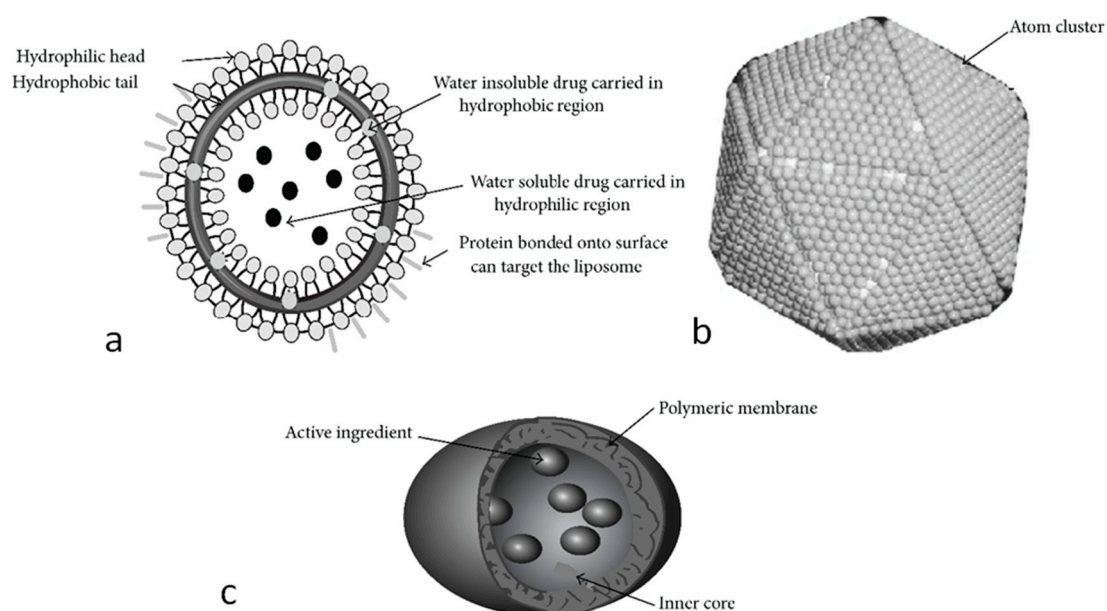 Hydrophilic head
Hydrophobic tail
Water insoluble drug carried in
hydrophobic region
Water soluble drug carried in
hydrophilic region
Protein bonded onto surface
can target the liposome
a
Atom cluster
b
Polymeric membrane
Active ingredient
Inner core
c